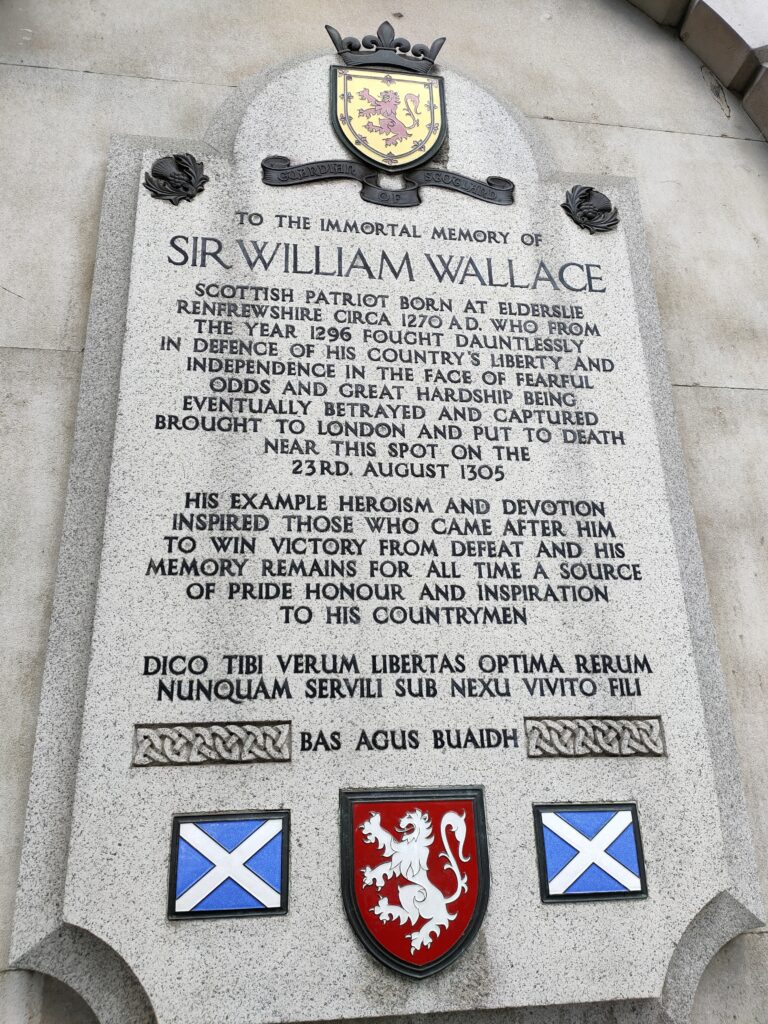 GUARDIAN OF SCOTLAND
TO THE IMMORTAL MEMORY OF
SIR WILLIAM WALLACE
SCOTTISH PATRIOT BORN AT ELDERSLIE
RENFREWSHIRE CIRCA 1270 A.D. WHO FROM
THE YEAR 1296 FOUGHT DAUNTLESSLY
IN DEFENCE OF HIS COUNTRY'S LIBERTY AND
INDEPENDENCE IN THE FACE OF FEARFUL
ODDS AND GREAT HARDSHIP BEING
EVENTUALLY BETRAYED AND CAPTURED
BROUGHT TO LONDON AND PUT TO DEATH
NEAR THIS SPOT ON THE
23RD. AUGUST 1305
HIS EXAMPLE HEROISM AND DEVOTION
INSPIRED THOSE WHO CAME AFTER HIM
TO WIN VICTORY FROM DEFEAT AND HIS
MEMORY REMAINS FOR ALL TIME A SOURCE
OF PRIDE HONOUR AND INSPIRATION
TO HIS COUNTRYMEN
DICO TIBI VERUM LIBERTAS OPTIMA RERUM
NUNQUAM SERVILI SUB NEXU VIVITO FILI
BAS AGUS BUAIDH